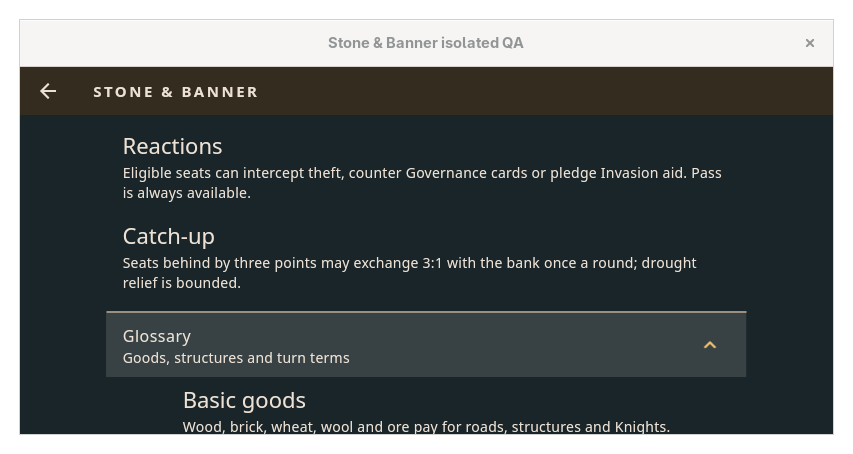 Stone & Banner isolated QA
STONE & BANNER
Reactions
Eligible seats can intercept theft, counter Governance cards or pledge Invasion aid. Pass
is always available.
Catch-up
Seats behind by three points may exchange 3:1 with the bank once a round; drought
relief is bounded.
Glossary
Goods, structures and turn terms
Basic goods
Wood, brick, wheat, wool and ore pay for roads, structures and Knights.